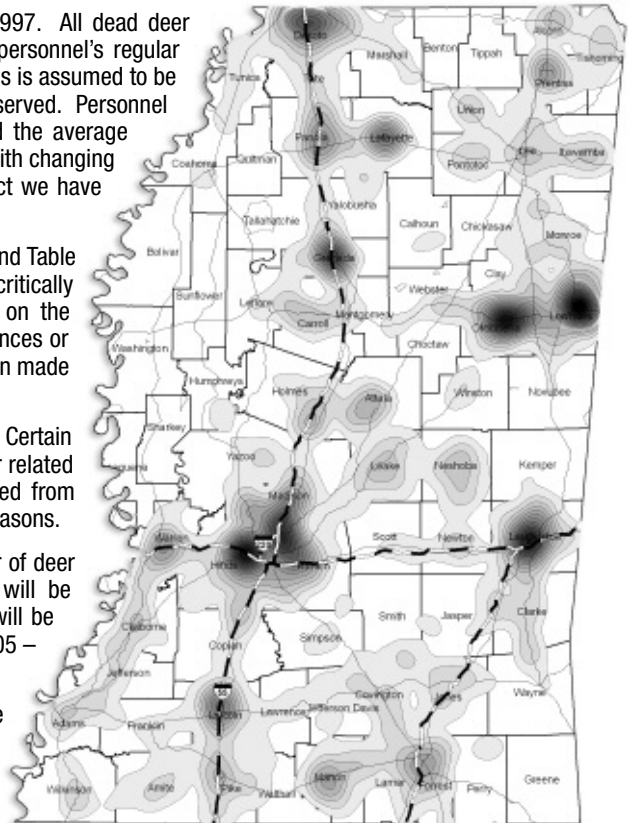 1997. All dead deer
personnel's regular
s is assumed to be
served. Personnel
d the average
ith changing
ct we have
nd Table
critically
on the
nces or
n made
Certain
r related
ed from
asons.
r of deer
will be
will be
05 –
e
Desoto
Marshall
Benton
Tippah
Alcorn
Tishomingo
Prentiss
Tunica
Tate
Union
Panola
Lafayette
Coahoma
Quitman
Pontotoc
Lee
Itawamba
Yalobusha
Tallahatchie
Calhoun
Chickasaw
Monroe
Bolivar
Grenada
Clay
Sunflower
Leflore
Webster
Carroll
Montgomery
Choctaw
Washington
Humphreys
Holmes
Attala
Winston
Noxubee
Sharkey
Yazoo
Leake
Neshoba
Kemper
Madison
Warren
Scott
Newton
Hinds
Rankin
Claiborne
Copiah
Simpson
Smith
Jasper
Clarke
Jefferson
55
Covington
Jones
Wayne
Adams
Franklin
Lincoln
Lawrence
Jefferson Davis
Wilkinson
Amite
Pike
Walthall
Marion
Lamar
Forrest
Perry
Greene